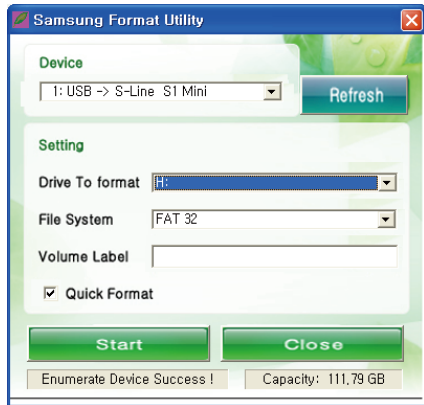 Samsung Format Utility
Device
1: USB -> S-Line S1 Mini
Refresh
Setting
Drive To format H:
File System FAT 32
Volume Label
Quick Format
Start Close
Enumerate Device Success ! Capacity: 111,79 GB